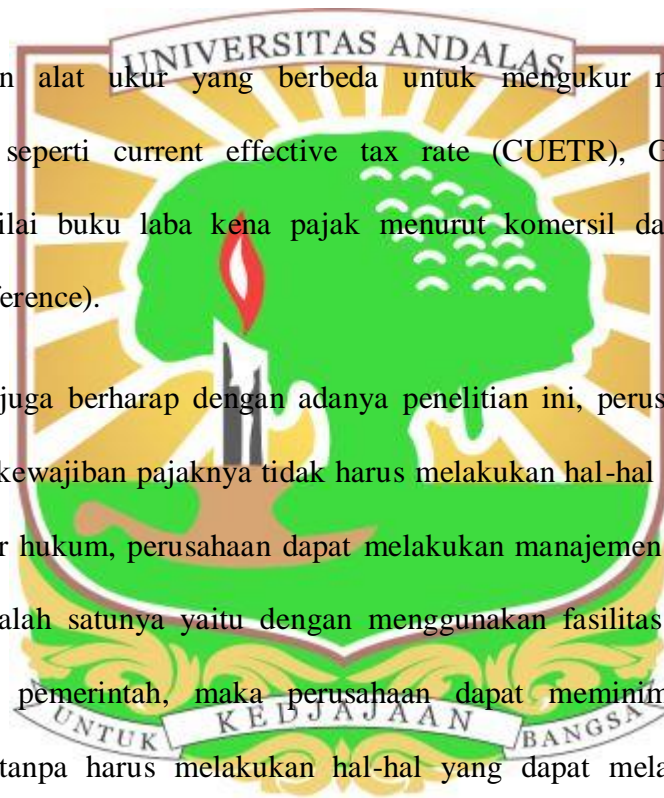 UNIVERSITAS ANDALAS
n alat ukur yang berbeda untuk mengukur
seperti current effective tax rate (CUETR),
ilai buku laba kena pajak menurut komersil da
ference).
juga berharap dengan adanya penelitian ini, perus
kewajiban pajaknya tidak harus melakukan hal-hal
r hukum, perusahaan dapat melakukan manajemen
alah satunya yaitu dengan menggunakan fasilitas
pemerintah, maka perusahaan dapat meminim
UNTUK KEDJAJAAN BANGSA
tanpa harus melakukan hal-hal yang dapat mela